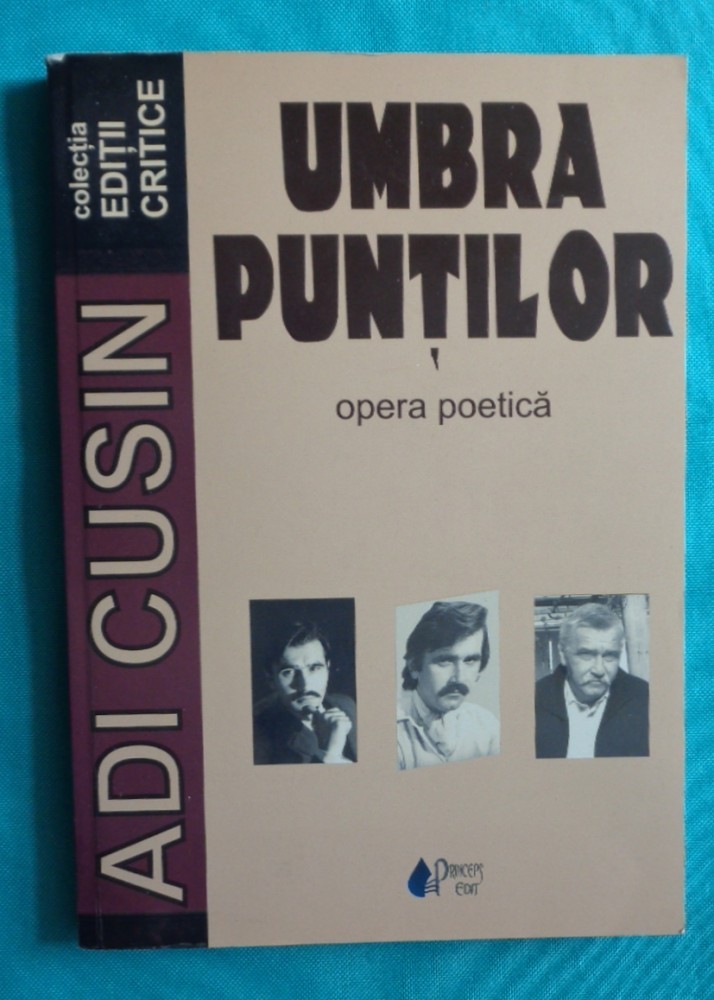 colecția
EDIȚII
CRITICE
ADI CUSIN
UMBRA
PUNȚILOR
opera poetică
PRINCEPS
EDIT